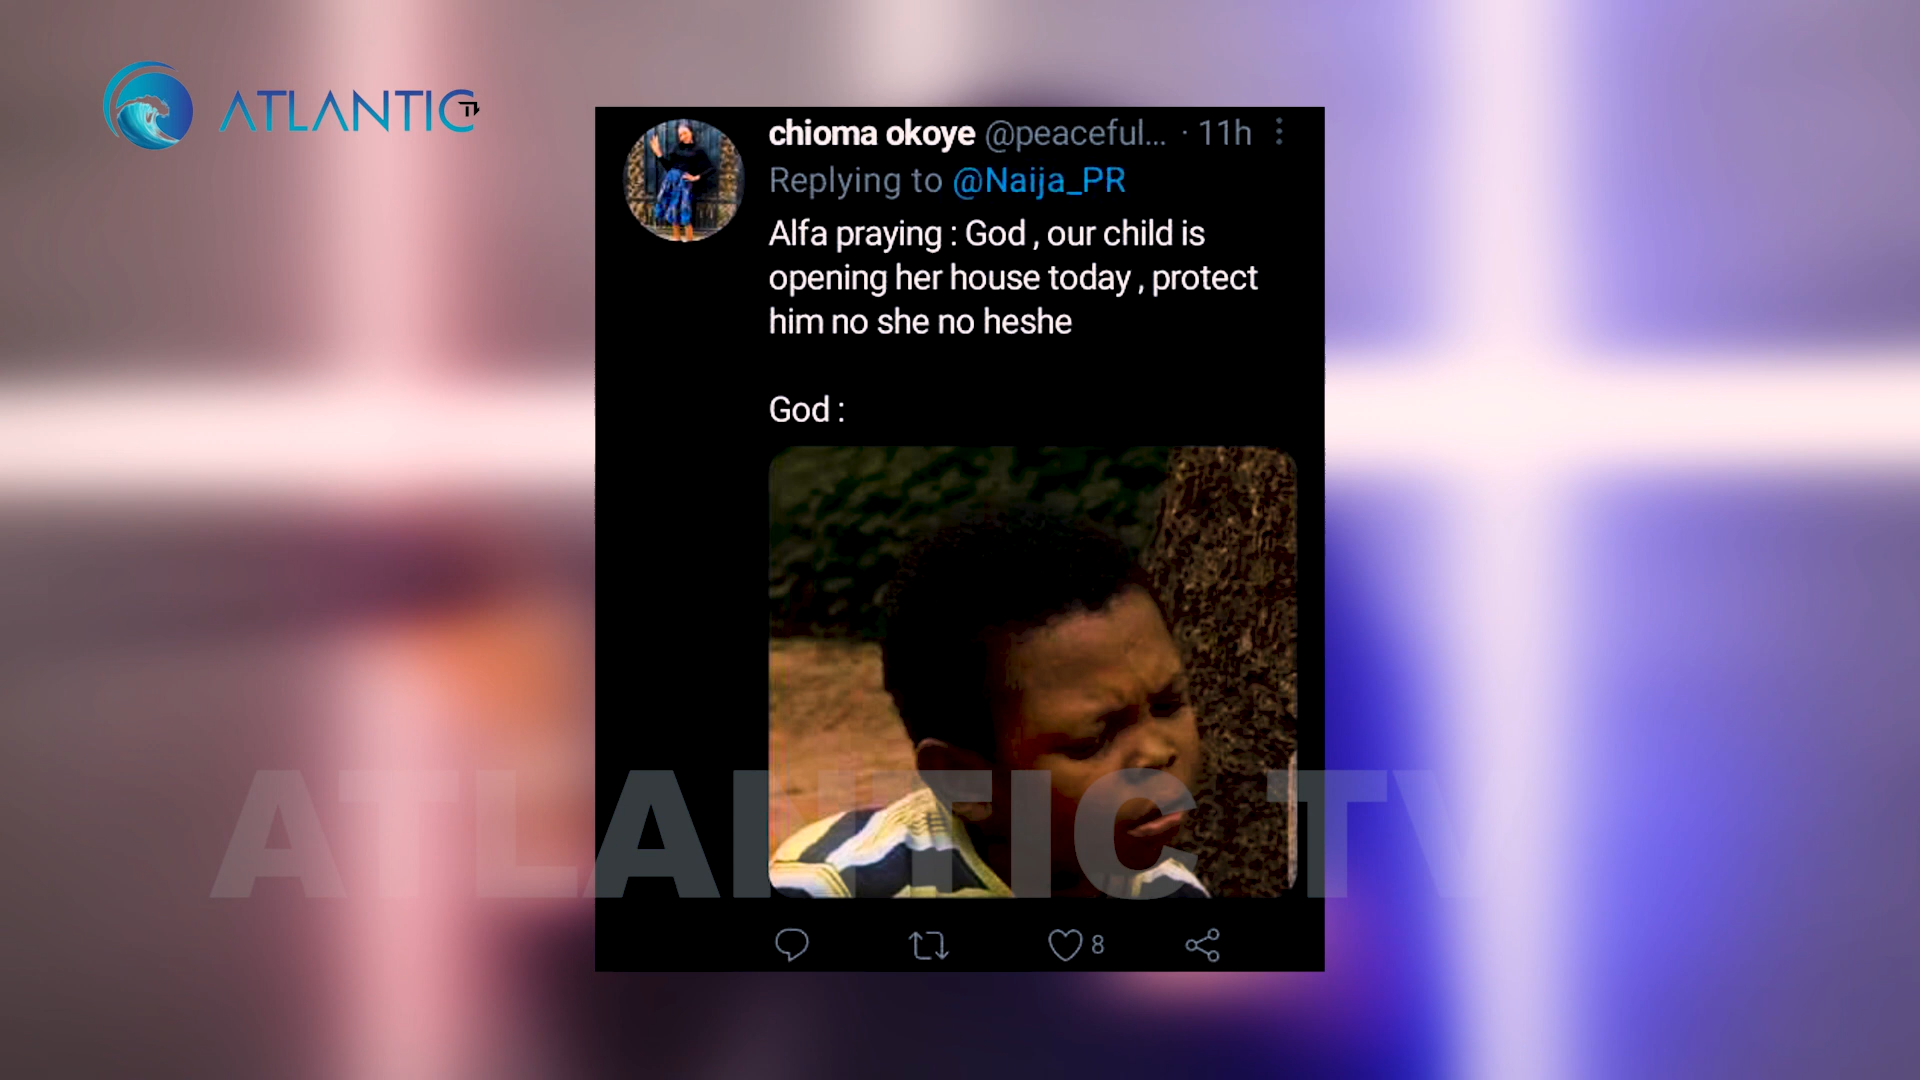 ATLANTIC TV
chioma okoye @peaceful... · 11h
Replying to @Naija_PR
Alfa praying : God , our child is
opening her house today , protect
him no she no heshe
God :
ATLANTIC TV
8